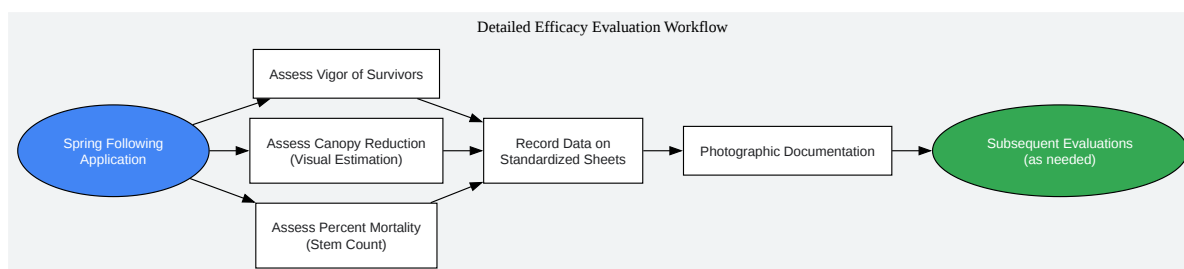 Detailed Efficacy Evaluation Workflow
Assess Vigor of Survivors
Spring Following
Application
Assess Canopy Reduction
(Visual Estimation)
Assess Percent Mortality
(Stem Count)
Record Data on
Standardized Sheets
Photographic Documentation
Subsequent Evaluations
(as needed)